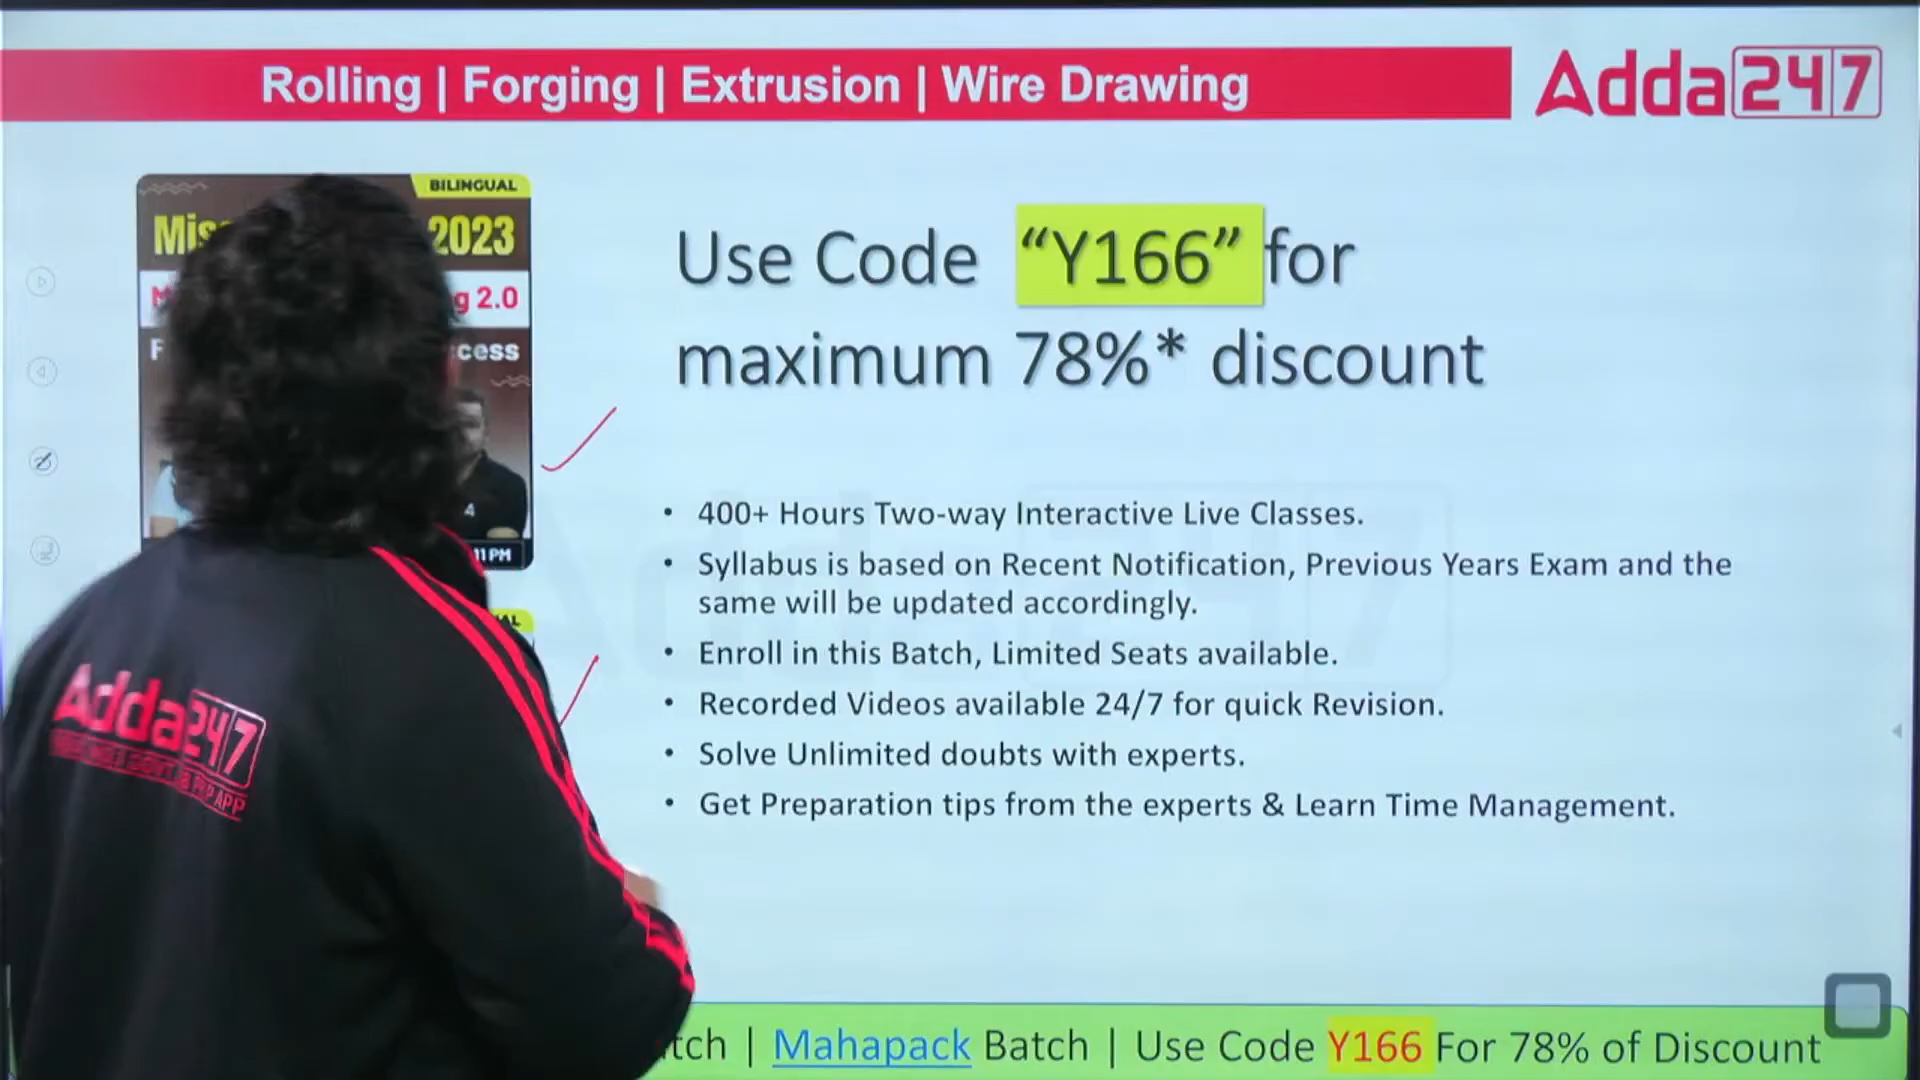 Rolling | Forging | Extrusion | Wire Drawing
Adda247
BILINGUAL
2023
g 2.0
cess
4
11 PM
Use Code “Y166” for
maximum 78%* discount
• 400+ Hours Two-way Interactive Live Classes.
• Syllabus is based on Recent Notification, Previous Years Exam and the
same will be updated accordingly.
• Enroll in this Batch, Limited Seats available.
• Recorded Videos available 24/7 for quick Revision.
• Solve Unlimited doubts with experts.
• Get Preparation tips from the experts & Learn Time Management.
Adda247
APP
tch | Mahapack Batch | Use Code Y166 For 78% of Discount